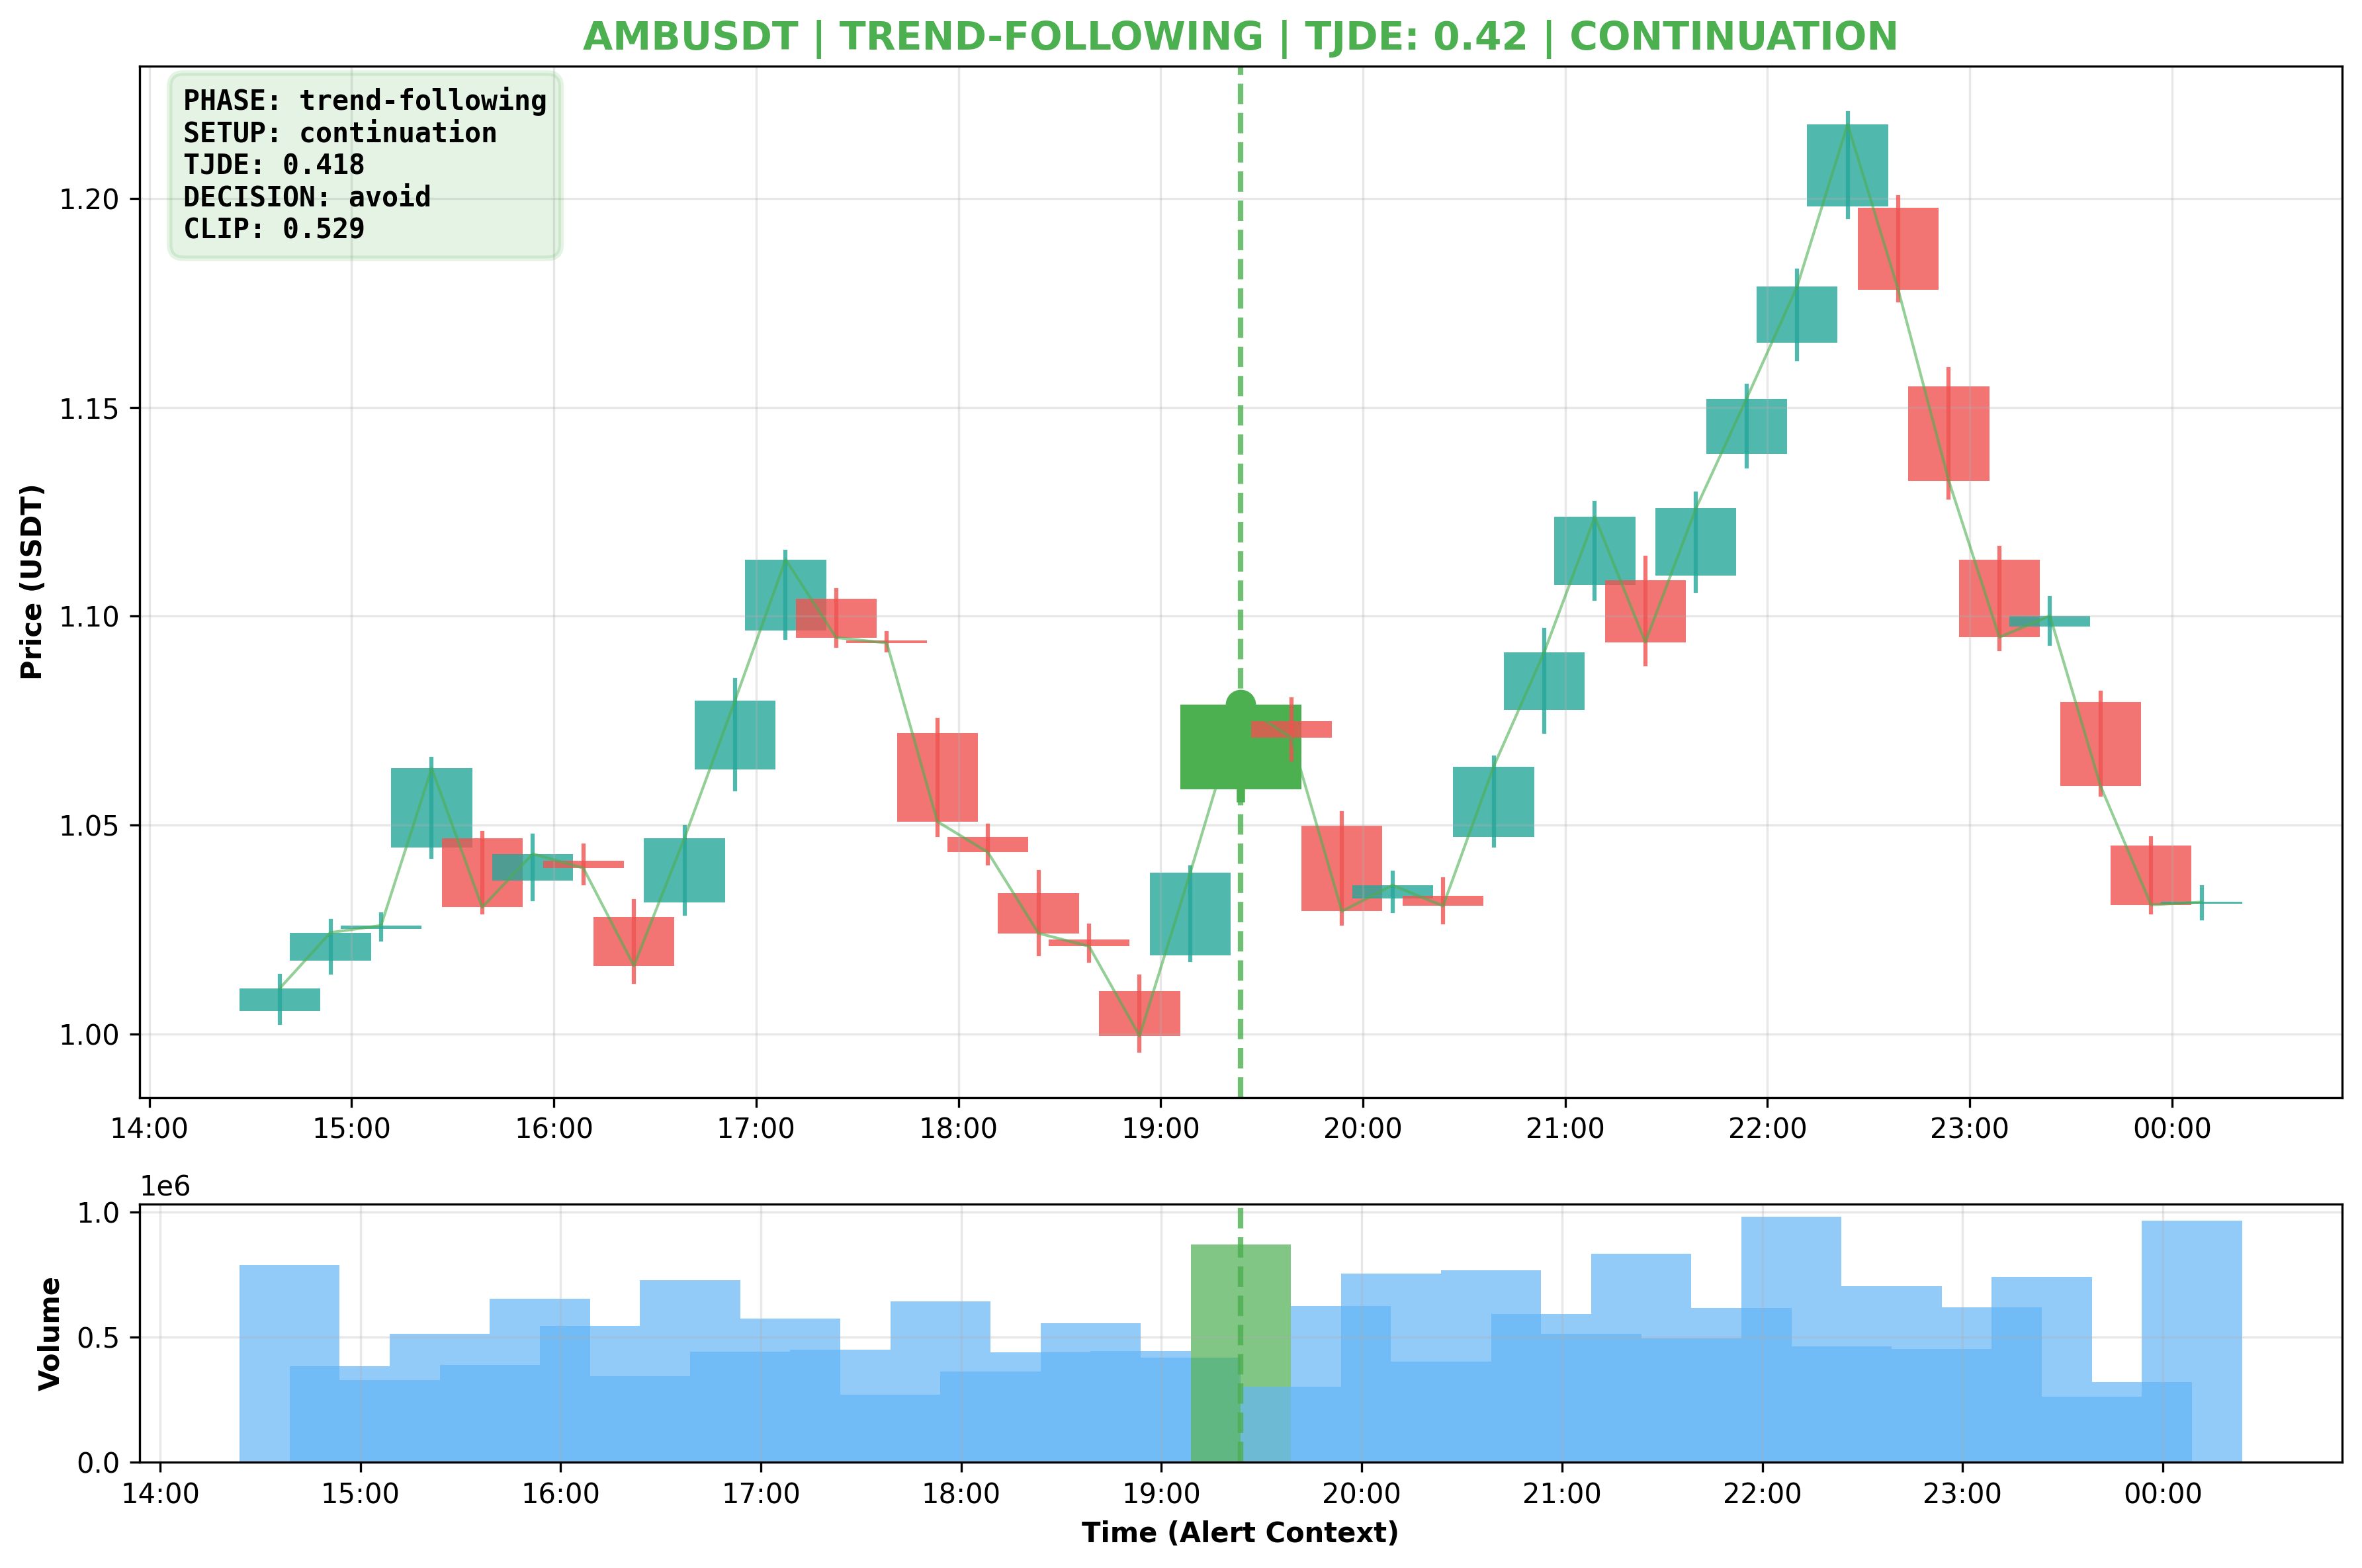 AMBUSDT | TREND-FOLLOWING | TJDE: 0.42 | CONTINUATION
PHASE: trend-following
SETUP: continuation
TJDE: 0.418
DECISION: avoid
CLIP: 0.529
Price (USDT)
1.20
1.15
1.10
1.05
1.00
14:00 15:00 16:00 17:00 18:00 19:00 20:00 21:00 22:00 23:00 00:00
1e6
Volume
1.0
0.5
0.0
14:00 15:00 16:00 17:00 18:00 19:00 20:00 21:00 22:00 23:00 00:00
Time (Alert Context)